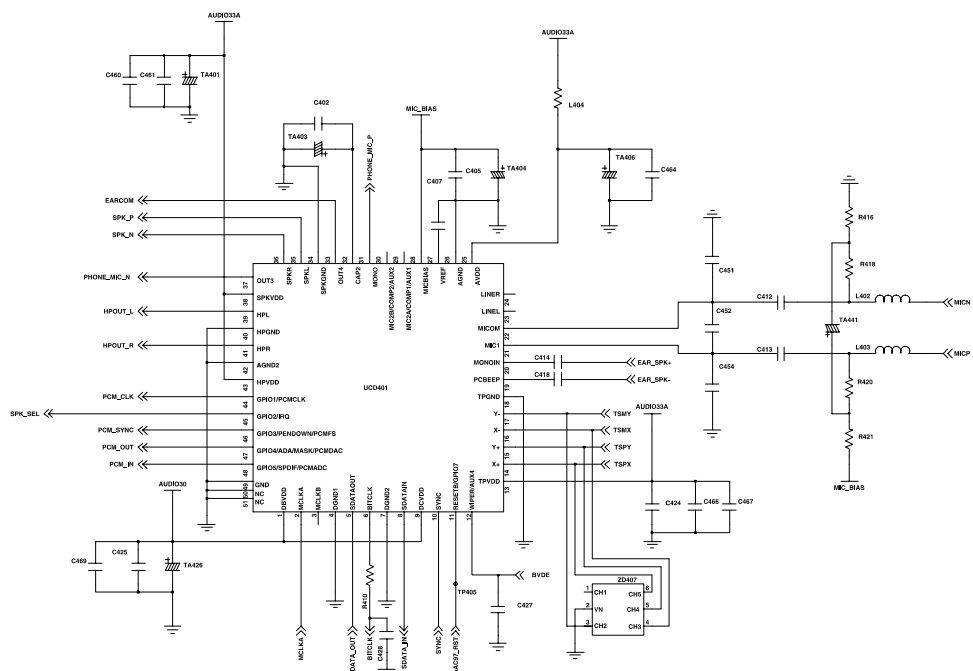 AUDIO33A
C460
C461
TA401
C402
TA403
PHONE_MIC_P
MIC_BIAS
C407
C405
TA404
AUDIO33A
L404
TA406
C464
EARCOM
SPK_P
SPK_N
PHONE_MIC_N
HPOUT_L
HPOUT_R
PCM_CLK
SPK_SEL
PCM_SYNC
PCM_OUT
PCM_IN
36
35
34
33
32
31
30
29
28
27
26
25
SPKR
SPKL
SPKGND
OUT4
CAP2
MONO
MIC2B/COMP2/AUX2
MIC2A/COMP1/AUX1
MICBIAS
VREF
AGND
AVDD
37 OUT3
38 SPKVDD
39 HPL
40 HPGND
41 HPR
42 AGND2
43 HPVDD
44 GPIO1/PCMCLK
45 GPIO2/IRQ
46 GPIO3/PENDOWN/PCMFS
47 GPIO4/ADA/MASK/PCMDAC
48 GPIO5/SPDIF/PCMADC
49 GND
50 NC
51 NC
UCD401
LINER 24
LINEL 23
MICOM 22
MIC1 21
MONOIN 20
PCBEEP 19
TPGND 18
Y- 17
X- 16
Y+ 15
X+ 14
TPVDD 13
DBVDD
MCLKA
MCLKB
DGND1
SDATAOUT
BITCLK
DGND2
SDATAIN
DCVDD
SYNC
RESETB/GPIO7
WIPER/AUX4
1
2
3
4
5
6
7
8
9
10
11
12
C414
EAR_SPK+
C418
EAR_SPK-
TSMY
TSMX
TSPY
TSPX
C451
C452
C454
C412
C413
R416
R418
L402
MICN
TA441
L403
MICP
R420
R421
MIC_BIAS
AUDIO33A
C424
C466
C467
AUDIO30
C469
C425
TA426
R410
C428
TP405
BVDE
C427
MCLKA
SDATA_OUT
BITCLK
SDATA_IN
SYNC
AC97_RST
ZD407
1 CH1
2 VN
3 CH2
CH5 6
CH4 5
CH3 4